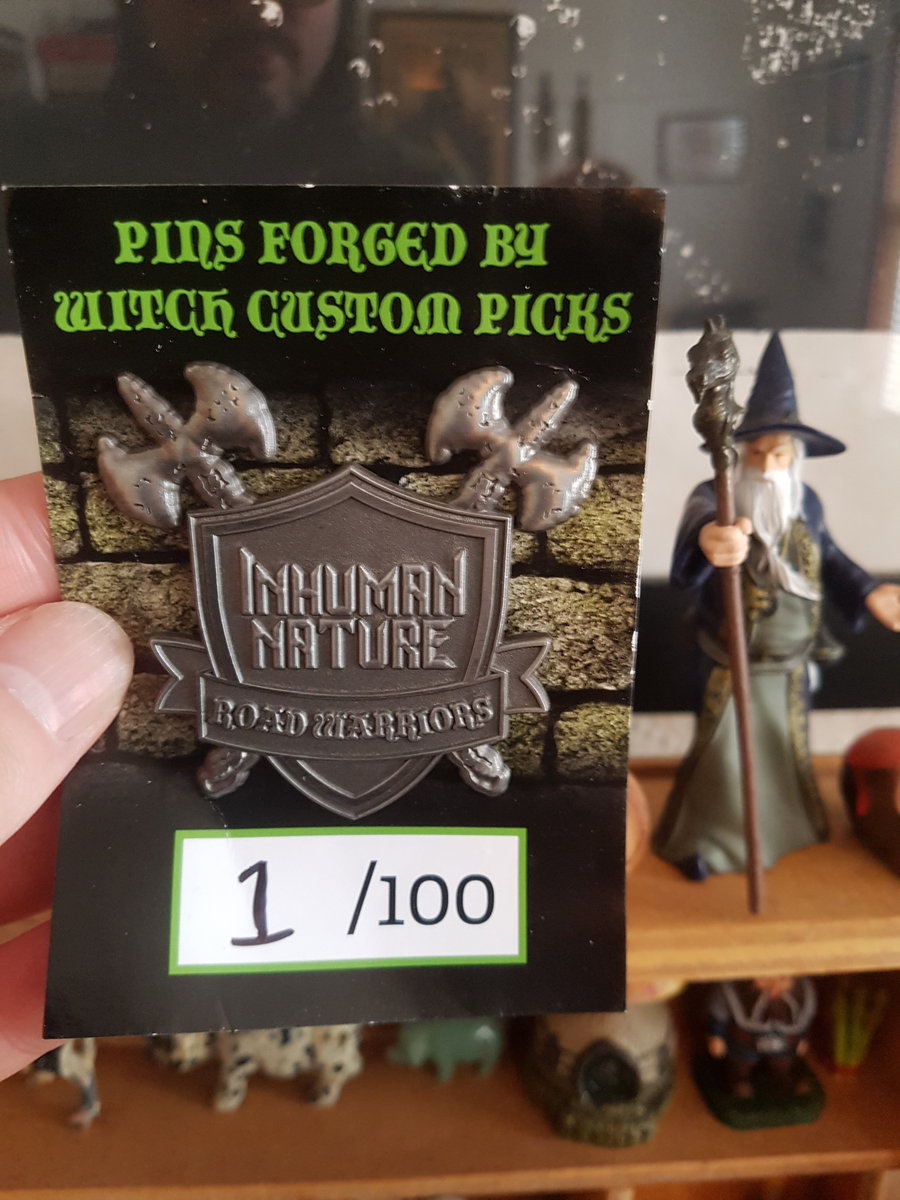 PINS FORGED BY
WITCH CUSTOM PICKS
INHUMAN
NATURE
ROAD WARRIORS
1 /100